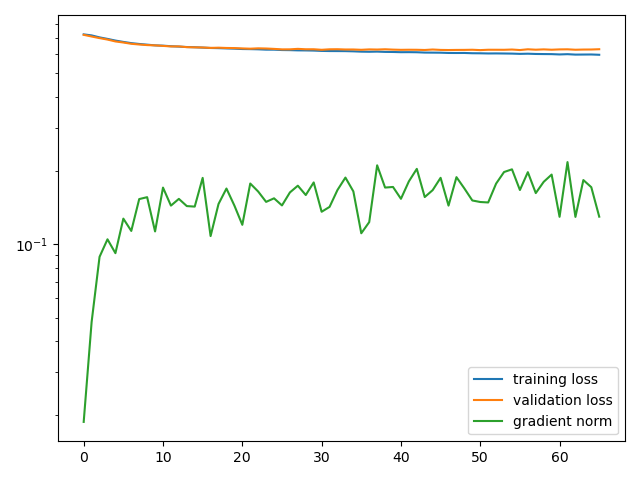 10⁻¹
0 10 20 30 40 50 60
training loss
validation loss
gradient norm